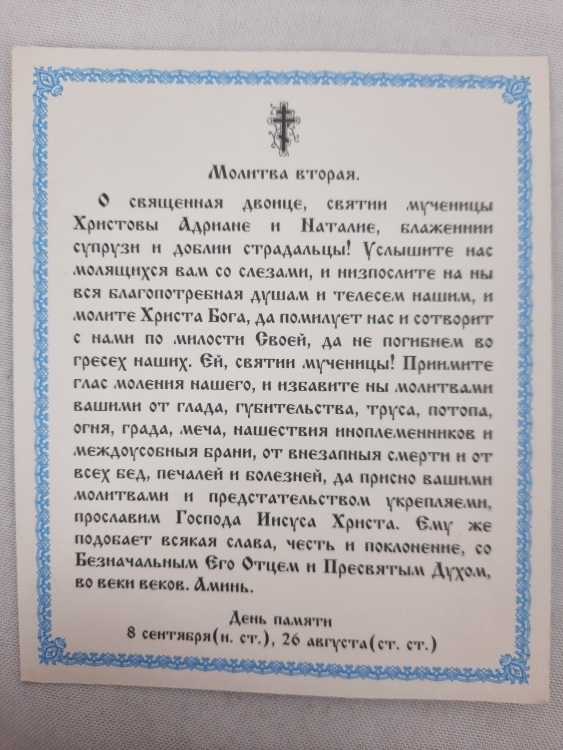 Молитва вторая.
О священная двоице, святии мученицы
Христовы Адриане и Наталие, блаженнии
супрузи и доблии страдальцы! Услышите нас
молящихся вам со слезами, и низпослите на ны
вся благопотребная душам и телесем нашим, и
молите Христа Бога, да помилует нас и сотворит
с нами по милости Своей, да не погибнем во
гресех наших. Ей, святии мученицы! Приимите
глас моления нашего, и избавите ны молитвами
вашими от глада, губительства, труса, потопа,
огня, града, меча, нашествия иноплеменников и
междоусобныя брани, от внезапныя смерти и от
всех бед, печалей и болезней, да присно вашими
молитвами и предстательством укрепляеми,
прославим Господа Иисуса Христа. Ему же
подобает всякая слава, честь и поклонение, со
Безначальным Его Отцем и Пресвятым Духом,
во веки веков. Аминь.
День памяти
8 сентября(н. ст.), 26 августа(ст. ст.)